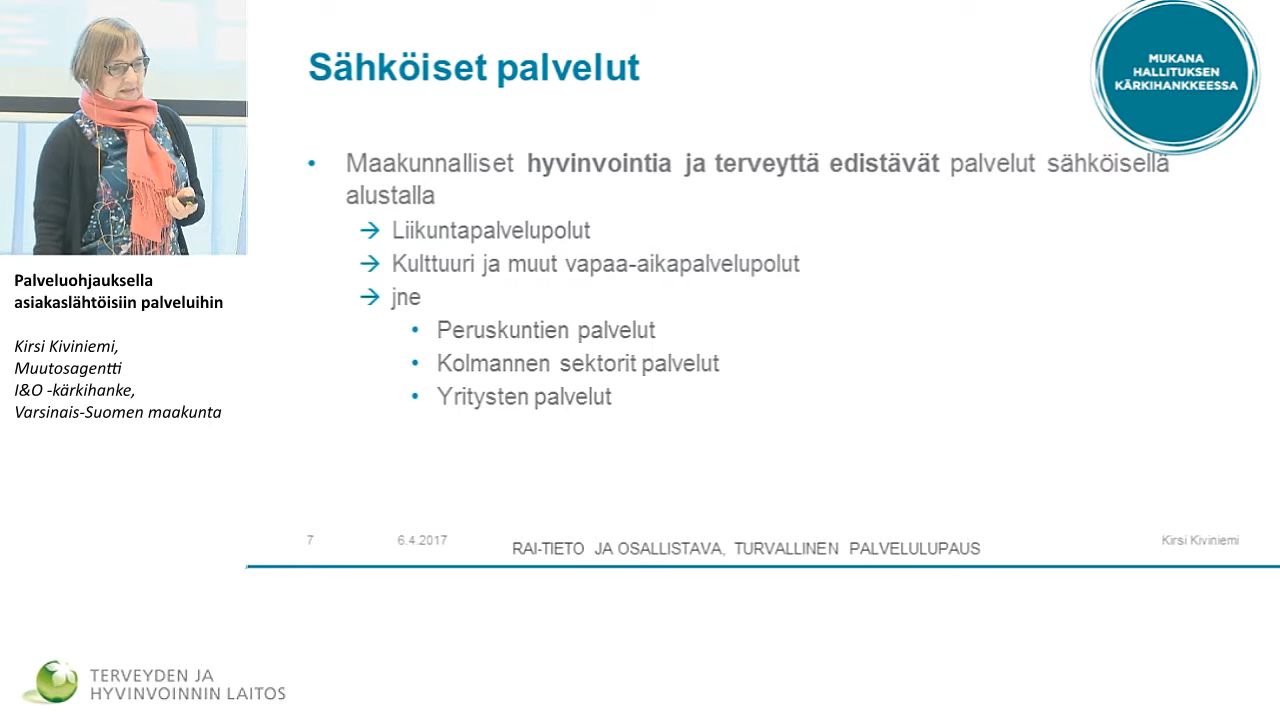 Sähköiset palvelut
MUKANA
HALLITUKSEN
KÄRKIHANKKEESSA
• Maakunnalliset hyvinvointia ja terveyttä edistävät palvelut sähköisellä
alustalla
→ Liikuntapalvelupolut
→ Kulttuuri ja muut vapaa-aikapalvelupolut
→ jne
• Peruskuntien palvelut
• Kolmannen sektorit palvelut
• Yritysten palvelut
Palveluohjauksella
asiakaslähtöisiin palveluihin
Kirsi Kiviniemi,
Muutosagentti
I&O -kärkihanke,
Varsinais-Suomen maakunta
7 6.4.2017 RAI-TIETO JA OSALLISTAVA, TURVALLINEN PALVELULUPAUS Kirsi Kiviniemi
TERVEYDEN JA
HYVINVOINNIN LAITOS